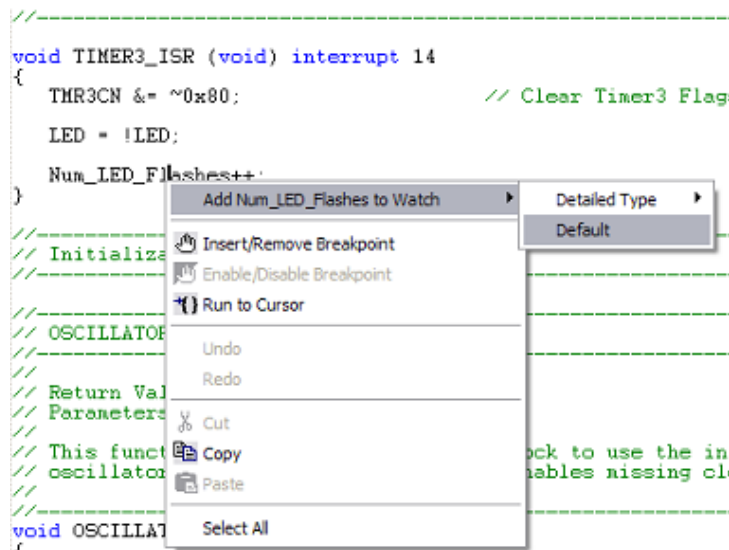 //----------------------------------------------------------------
void TIMER3_ISR (void) interrupt 14
{
TMR3CN &= ~0x80; // Clear Timer3 Flag
LED = !LED;
Num_LED_Flashes++;
}
Add Num_LED_Flashes to Watch
Detailed Type
Default
Insert/Remove Breakpoint
Enable/Disable Breakpoint
Run to Cursor
Undo
Redo
Cut
Copy
Paste
Select All
//----------------------------------------------------------------
// Initializa
//----------------------------------------------------------------
//----------------------------------------------------------------
// OSCILLATOR
//----------------------------------------------------------------
//
// Return Val
// Parameters
//
// This funct ock to use the in
// oscillator ables missing clo
//
//----------------------------------------------------------------
void OSCILLAT
{